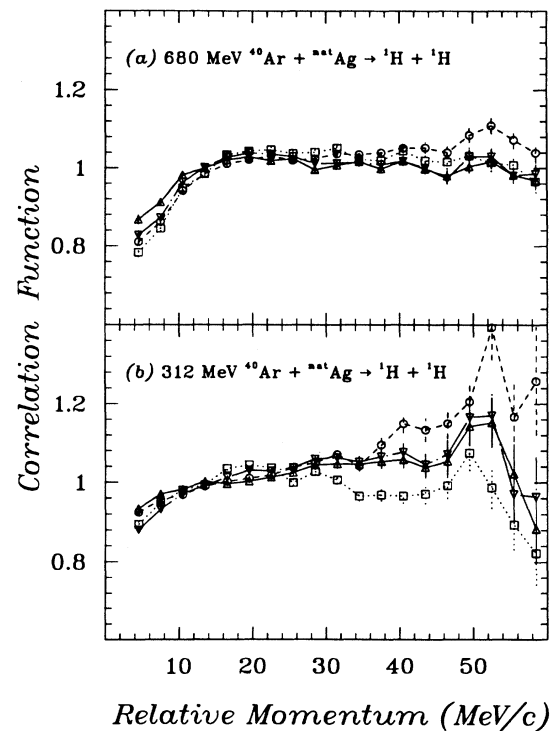 (a) 680 MeV ⁴⁰Ar + ⁿᵃᵗAg → ¹H + ¹H
1.2
1
0.8
(b) 312 MeV ⁴⁰Ar + ⁿᵃᵗAg → ¹H + ¹H
1.2
1
0.8
Correlation Function
10 20 30 40 50
Relative Momentum (MeV/c)